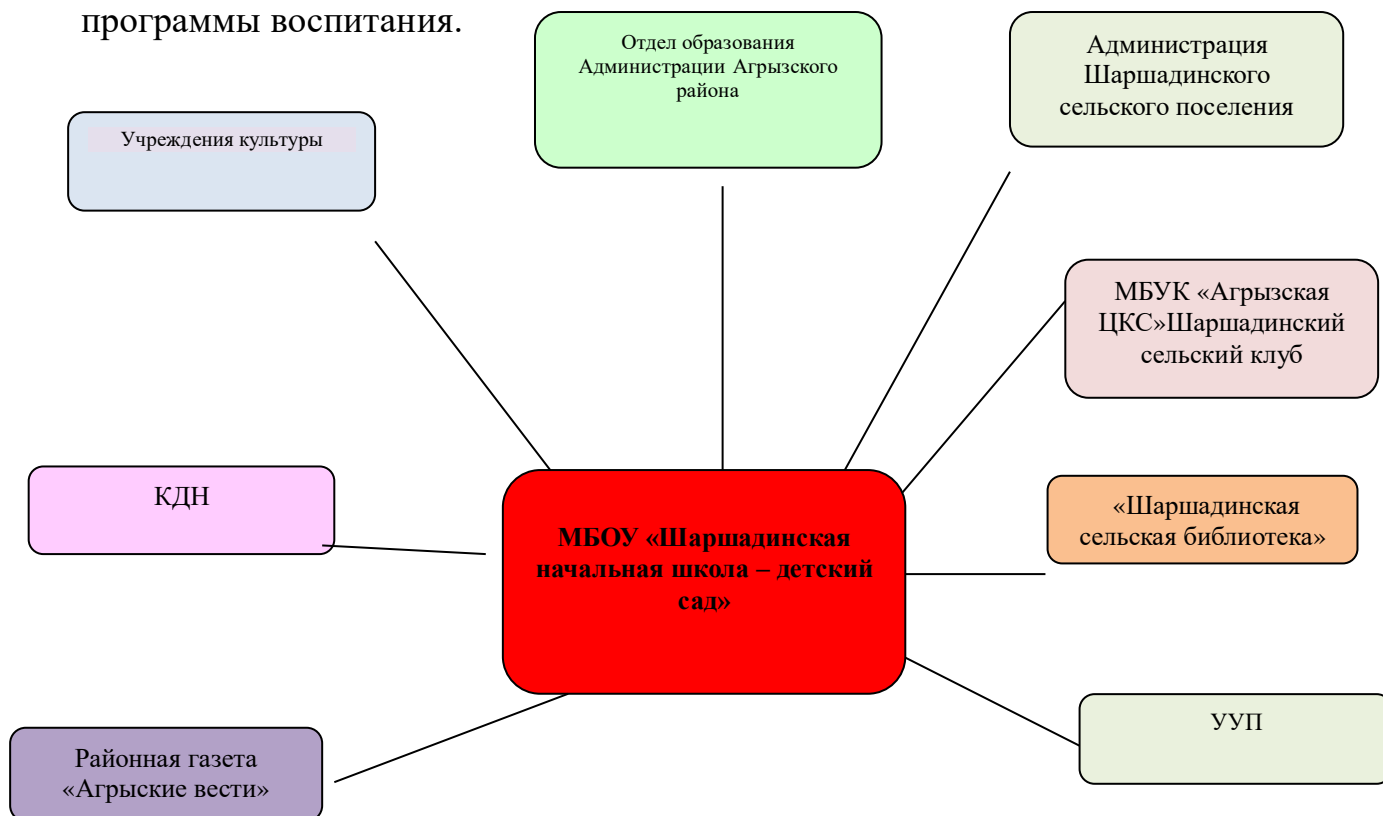 программы воспитания.
Отдел образования
Администрации Агрызского
района
Администрация
Шаршадинского
сельского поселения
Учреждения культуры
МБУК «Агрызская
ЦКС»Шаршадинский
сельский клуб
КДН
«Шаршадинская
сельская библиотека»
МБОУ «Шаршадинская
начальная школа – детский
сад»
УУП
Районная газета
«Агрыские вести»